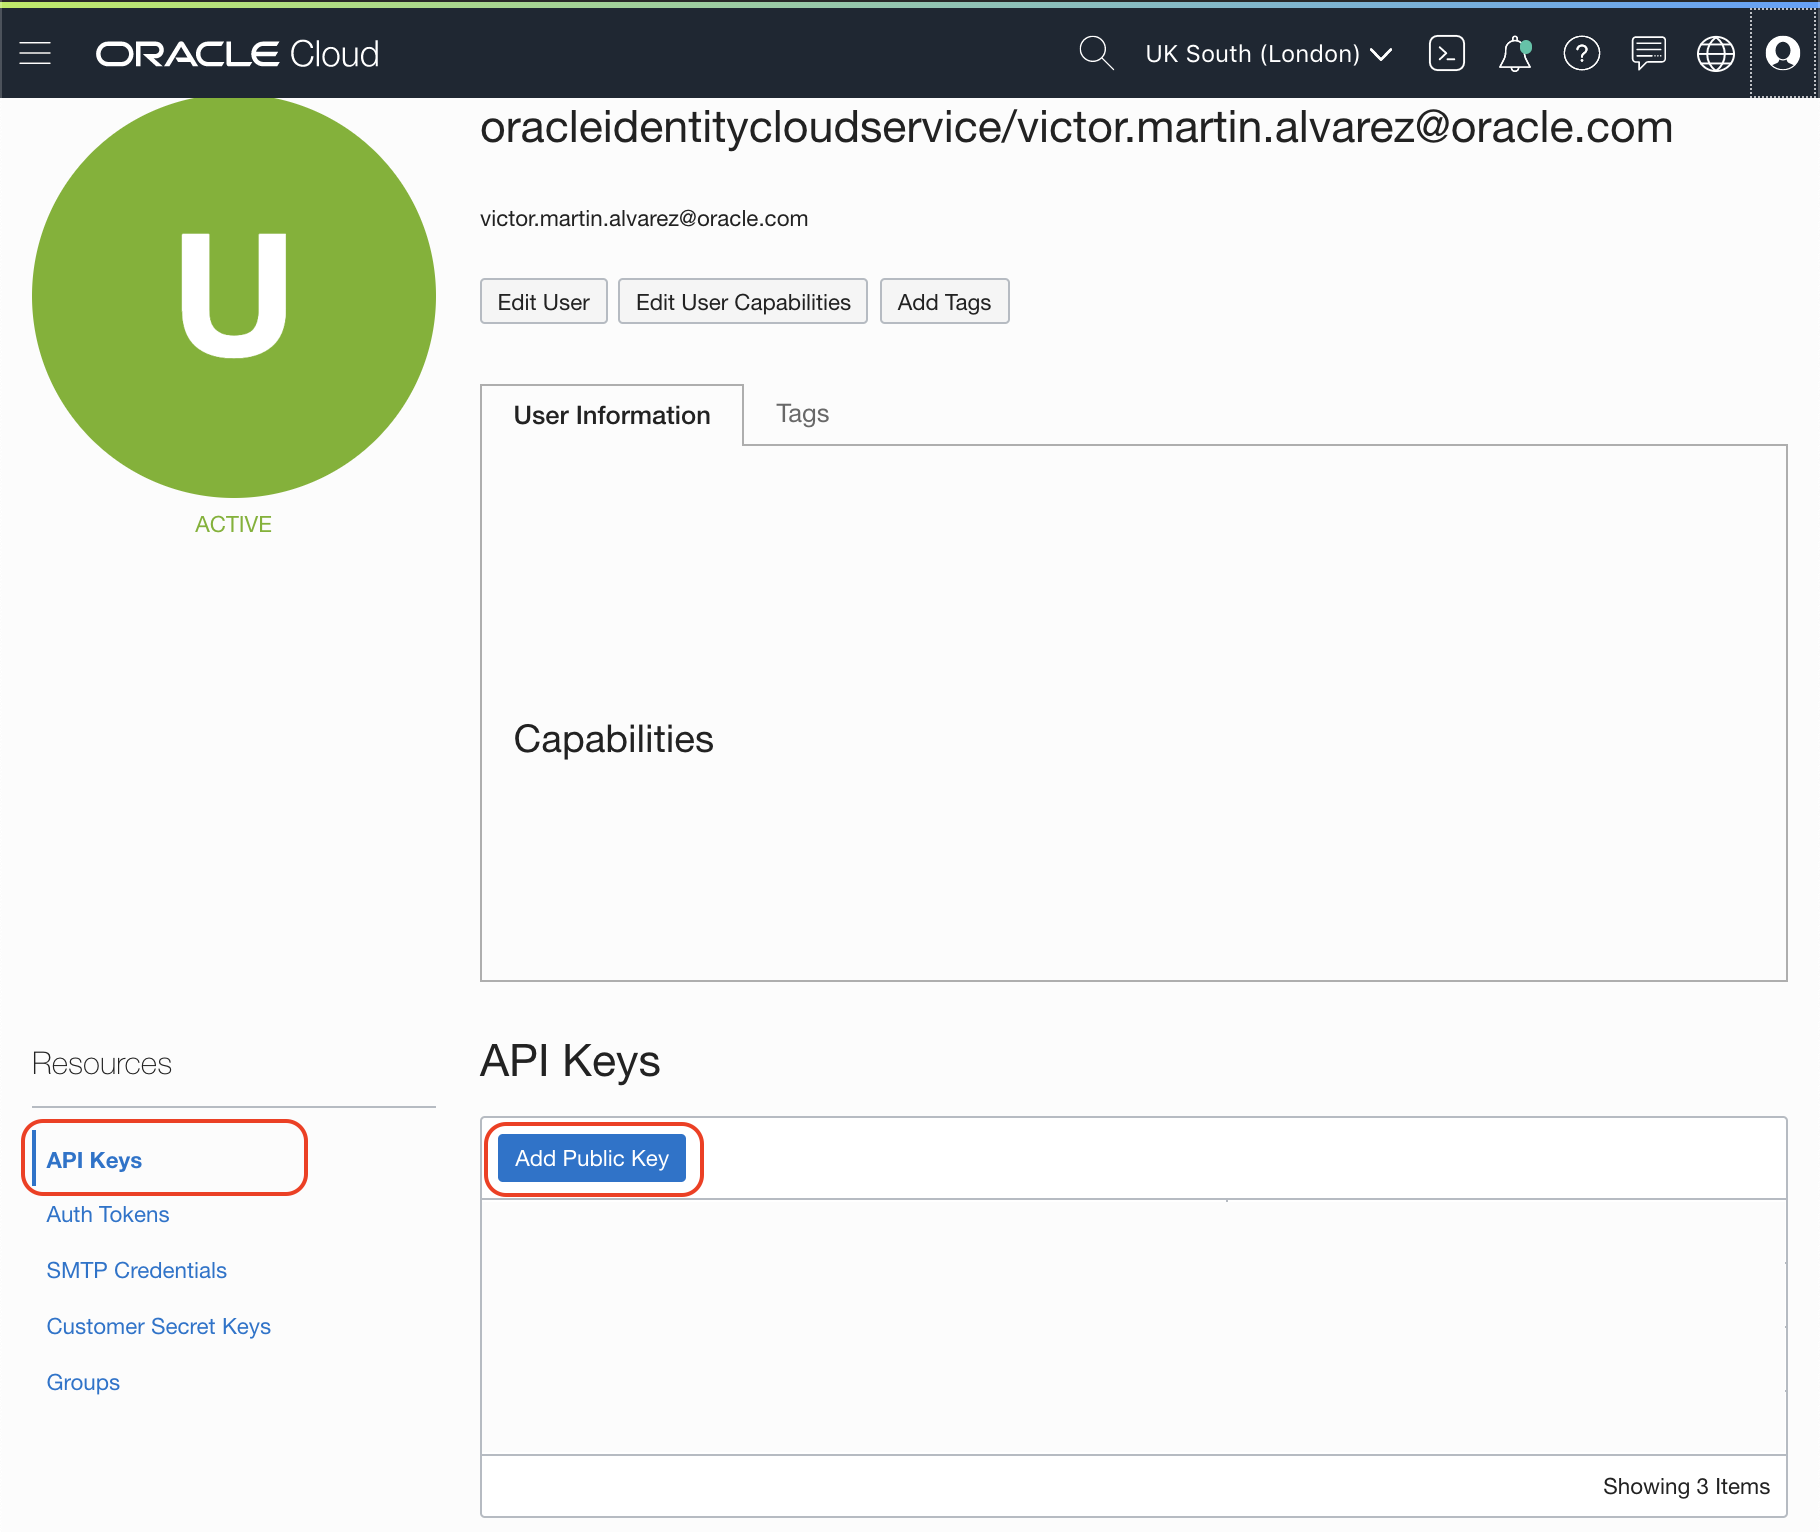 ORACLE Cloud
UK South (London)
oracleidentitycloudservice/victor.martin.alvarez@oracle.com
U
victor.martin.alvarez@oracle.com
Edit User
Edit User Capabilities
Add Tags
User Information
Tags
ACTIVE
Capabilities
Resources
API Keys
Auth Tokens
SMTP Credentials
Customer Secret Keys
Groups
API Keys
Add Public Key
Showing 3 Items